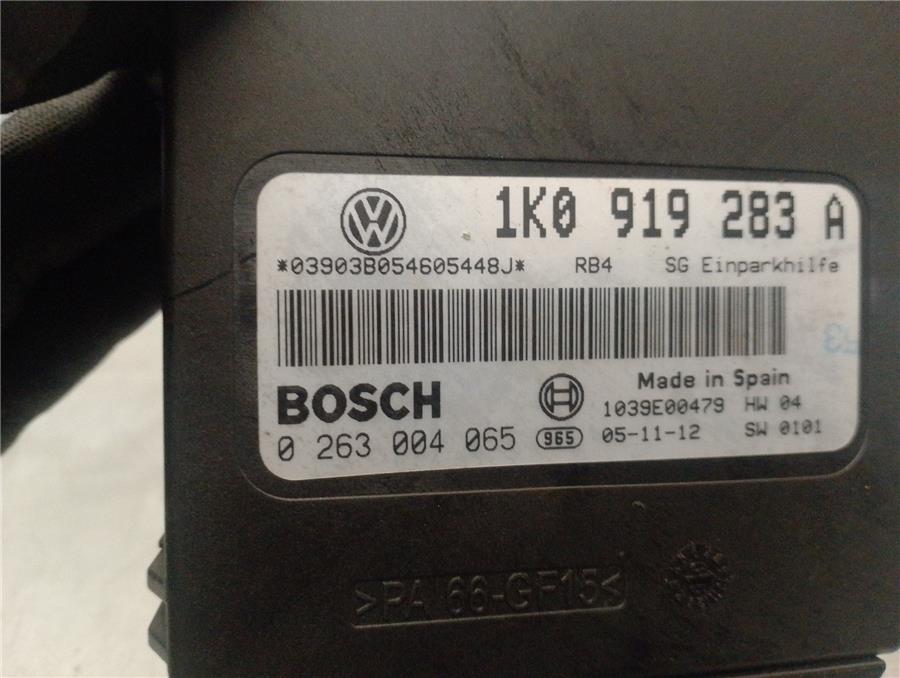 1K0 919 283 A
*03903B054605448J* RB4 SG Einparkhilfe
BOSCH
Made in Spain
1039E00479 HW 04
0 263 004 065 965 05-11-12 SW 0101
>PA 66-GF15<